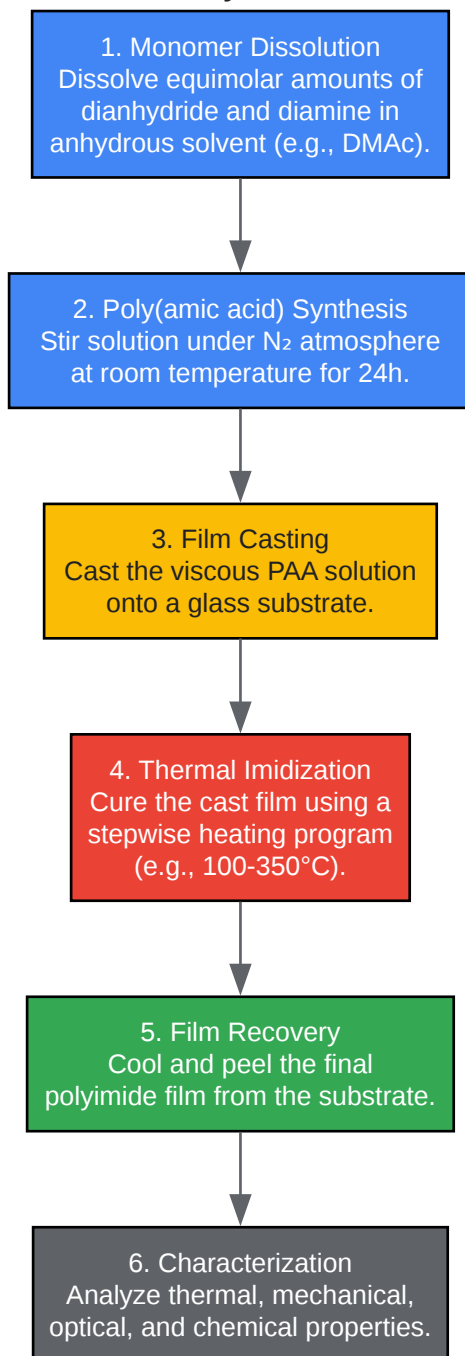 1. Monomer Dissolution
Dissolve equimolar amounts of
dianhydride and diamine in
anhydrous solvent (e.g., DMAc).
2. Poly(amic acid) Synthesis
Stir solution under N₂ atmosphere
at room temperature for 24h.
3. Film Casting
Cast the viscous PAA solution
onto a glass substrate.
4. Thermal Imidization
Cure the cast film using a
stepwise heating program
(e.g., 100-350°C).
5. Film Recovery
Cool and peel the final
polyimide film from the substrate.
6. Characterization
Analyze thermal, mechanical,
optical, and chemical properties.